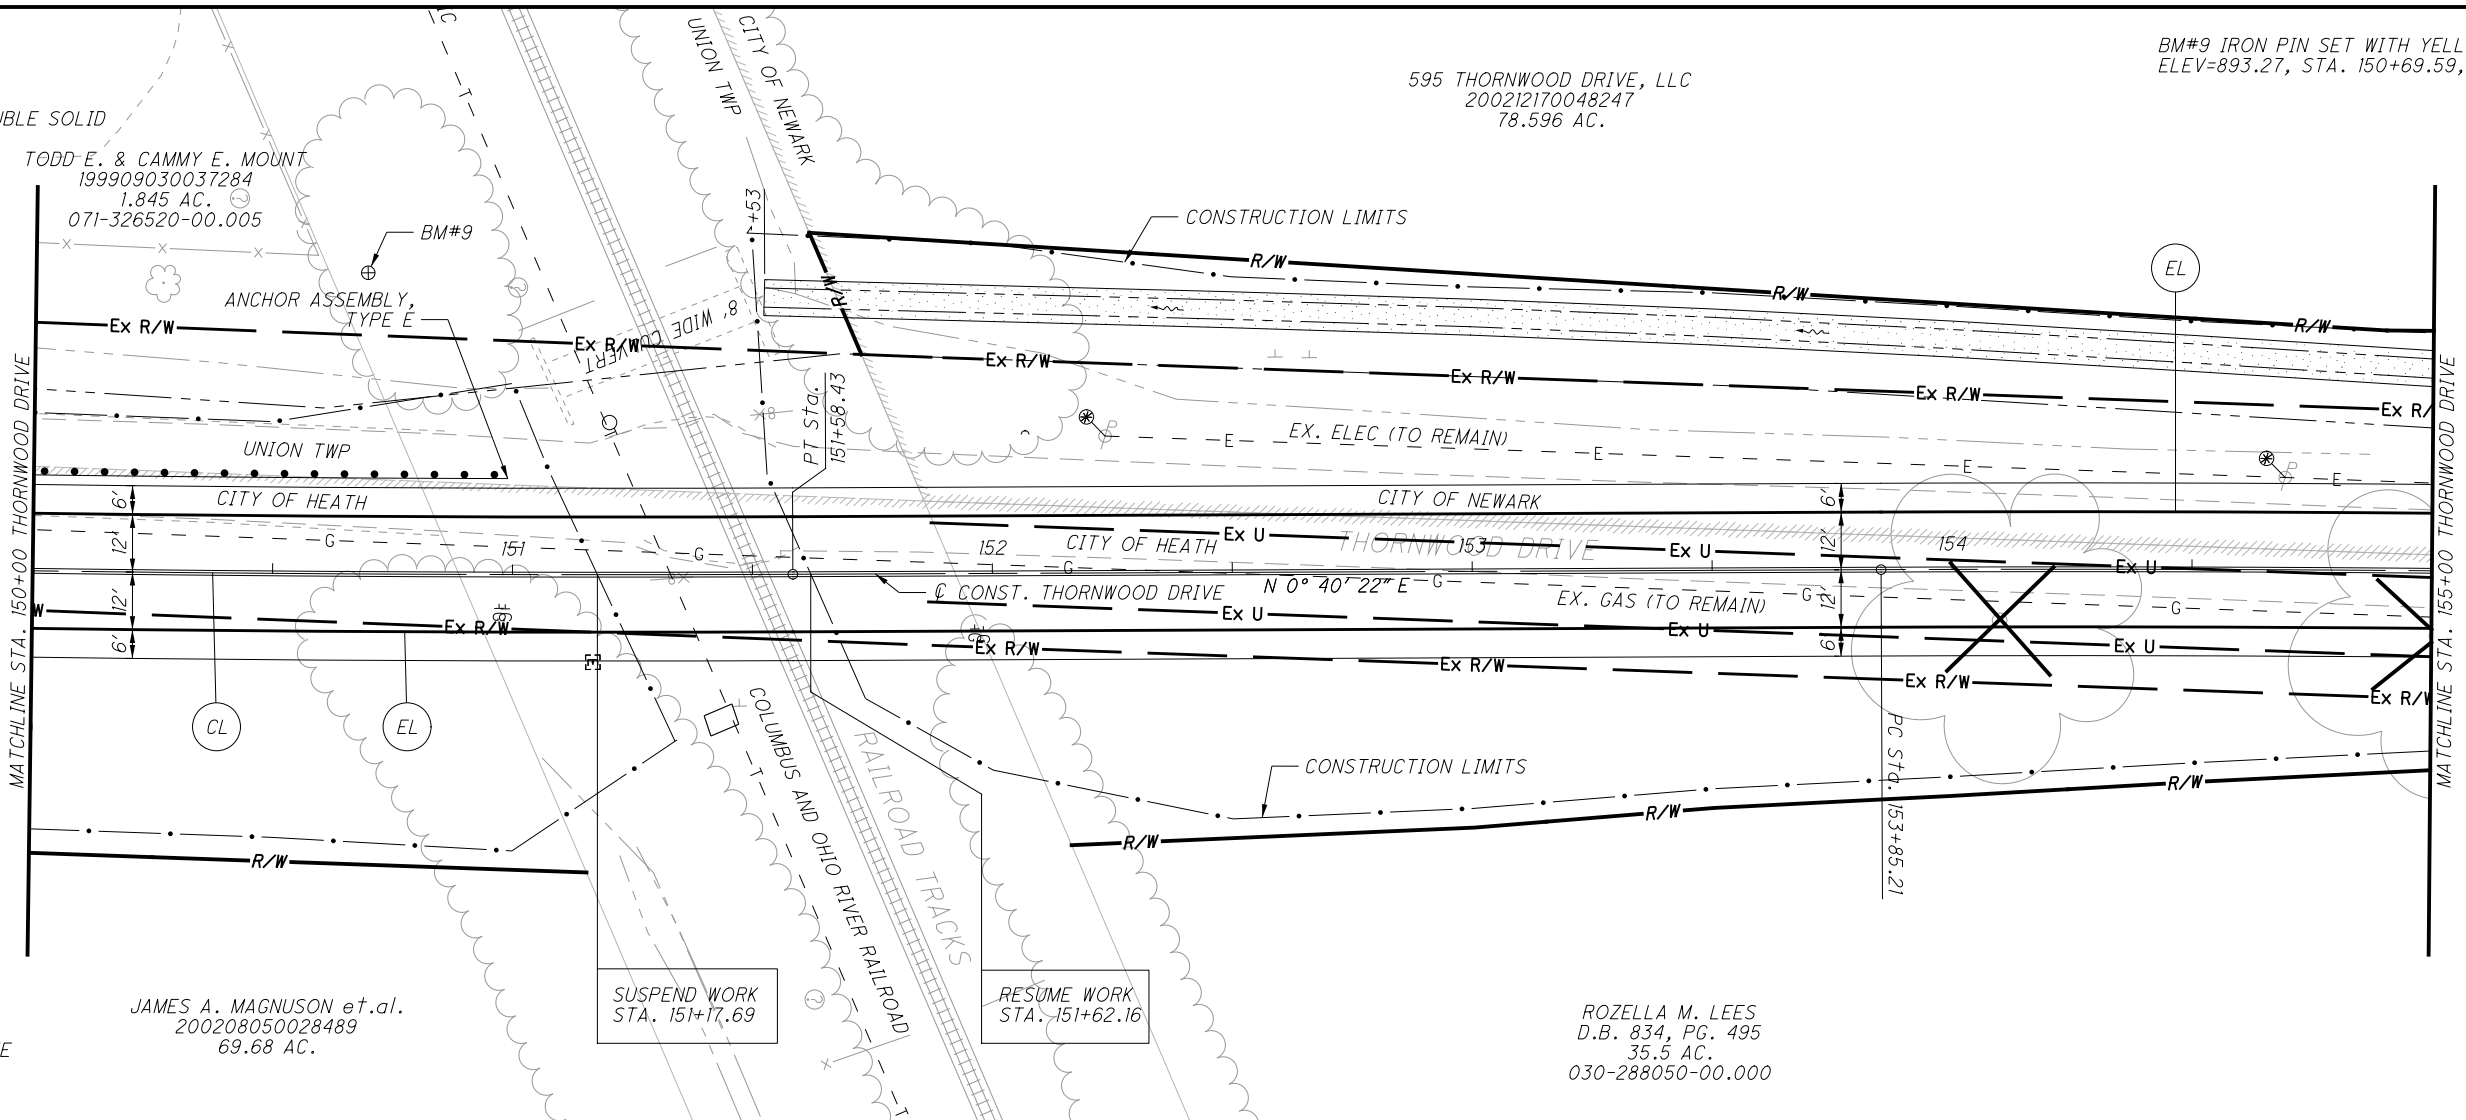 BM#9 IRON PIN SET WITH YELL
ELEV=893.27, STA. 150+69.59,
595 THORNWOOD DRIVE, LLC
200212170048247
78.596 AC.
UNION TWP
CITY OF NEWARK
BLE SOLID
TODD E. & CAMMY E. MOUNT
199909030037284
1.845 AC.
071-326520-00.005
BM#9
+53
CONSTRUCTION LIMITS
EL
R/W
R/W
R/W
R/W
ANCHOR ASSEMBLY,
TYPE E
8' WIDE CULVERT
Ex R/W
Ex R/W
Ex R/W
Ex R/W
Ex R/W
Ex R/
MATCHLINE STA. 150+00 THORNWOOD DRIVE
MATCHLINE STA. 155+00 THORNWOOD DRIVE
PT Sta.
151+58.43
P
P
EX. ELEC (TO REMAIN)
E
E
E
E
UNION TWP
CITY OF HEATH
CITY OF NEWARK
6'
12'
12'
6'
6'
12'
12'
6'
151
152
153
154
CITY OF HEATH
THORNWOOD DRIVE
Ex U
Ex U
Ex U
Ex U
Ex U
Ex U
G
G
G
G
G
G
℄ CONST. THORNWOOD DRIVE
N 0° 40' 22" E
EX. GAS (TO REMAIN)
W
Ex R/W
Ex R/W
Ex R/W
Ex R/W
Ex R/W
[E]
T
T
T
CL
EL
PC Sta. 153+85.21
COLUMBUS AND OHIO RIVER RAILROAD
RAILROAD TRACKS
CONSTRUCTION LIMITS
R/W
R/W
R/W
R/W
SUSPEND WORK
STA. 151+17.69
RESUME WORK
STA. 151+62.16
JAMES A. MAGNUSON et.al.
200208050028489
69.68 AC.
E
ROZELLA M. LEES
D.B. 834, PG. 495
35.5 AC.
030-288050-00.000